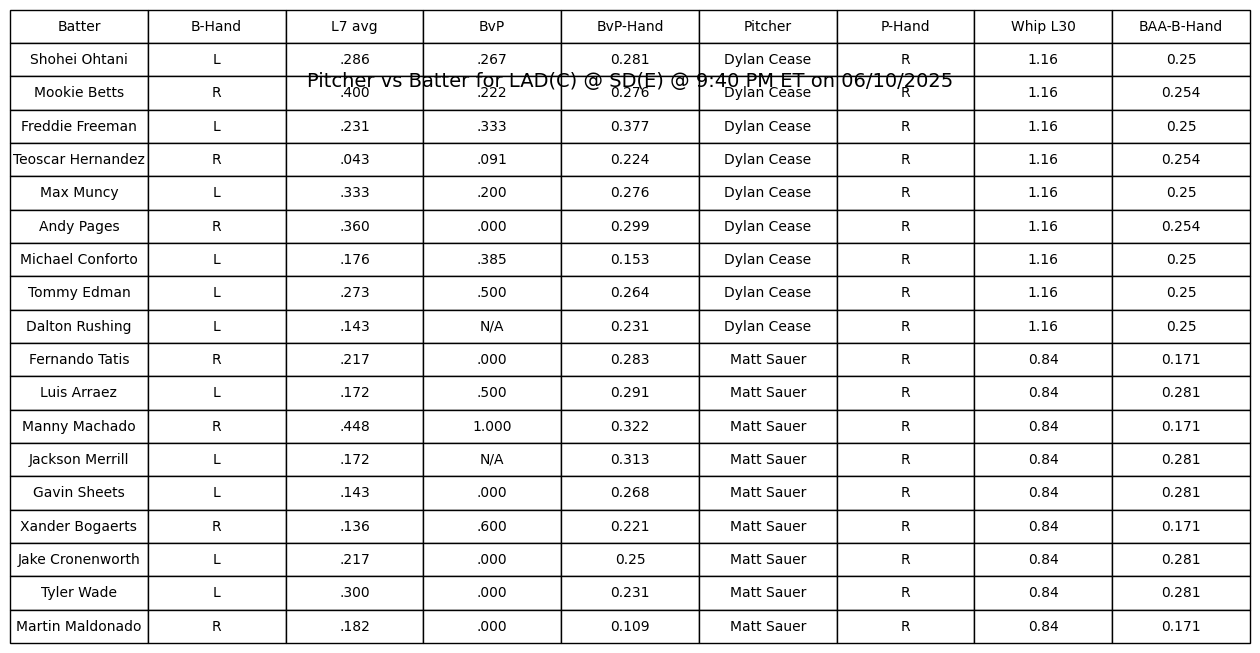 Batter B-Hand L7 avg BvP BvP-Hand Pitcher P-Hand Whip L30 BAA-B-Hand
Shohei Ohtani L .286 .267 0.281 Dylan Cease R 1.16 0.25
Pitcher vs Batter for LAD(C) @ SD(E) @ 9:40 PM ET on 06/10/2025
Mookie Betts R .400 .222 0.276 Dylan Cease R 1.16 0.254
Freddie Freeman L .231 .333 0.377 Dylan Cease R 1.16 0.25
Teoscar Hernandez R .043 .091 0.224 Dylan Cease R 1.16 0.254
Max Muncy L .333 .200 0.276 Dylan Cease R 1.16 0.25
Andy Pages R .360 .000 0.299 Dylan Cease R 1.16 0.254
Michael Conforto L .176 .385 0.153 Dylan Cease R 1.16 0.25
Tommy Edman L .273 .500 0.264 Dylan Cease R 1.16 0.25
Dalton Rushing L .143 N/A 0.231 Dylan Cease R 1.16 0.25
Fernando Tatis R .217 .000 0.283 Matt Sauer R 0.84 0.171
Luis Arraez L .172 .500 0.291 Matt Sauer R 0.84 0.281
Manny Machado R .448 1.000 0.322 Matt Sauer R 0.84 0.171
Jackson Merrill L .172 N/A 0.313 Matt Sauer R 0.84 0.281
Gavin Sheets L .143 .000 0.268 Matt Sauer R 0.84 0.281
Xander Bogaerts R .136 .600 0.221 Matt Sauer R 0.84 0.171
Jake Cronenworth L .217 .000 0.25 Matt Sauer R 0.84 0.281
Tyler Wade L .300 .000 0.231 Matt Sauer R 0.84 0.281
Martin Maldonado R .182 .000 0.109 Matt Sauer R 0.84 0.171